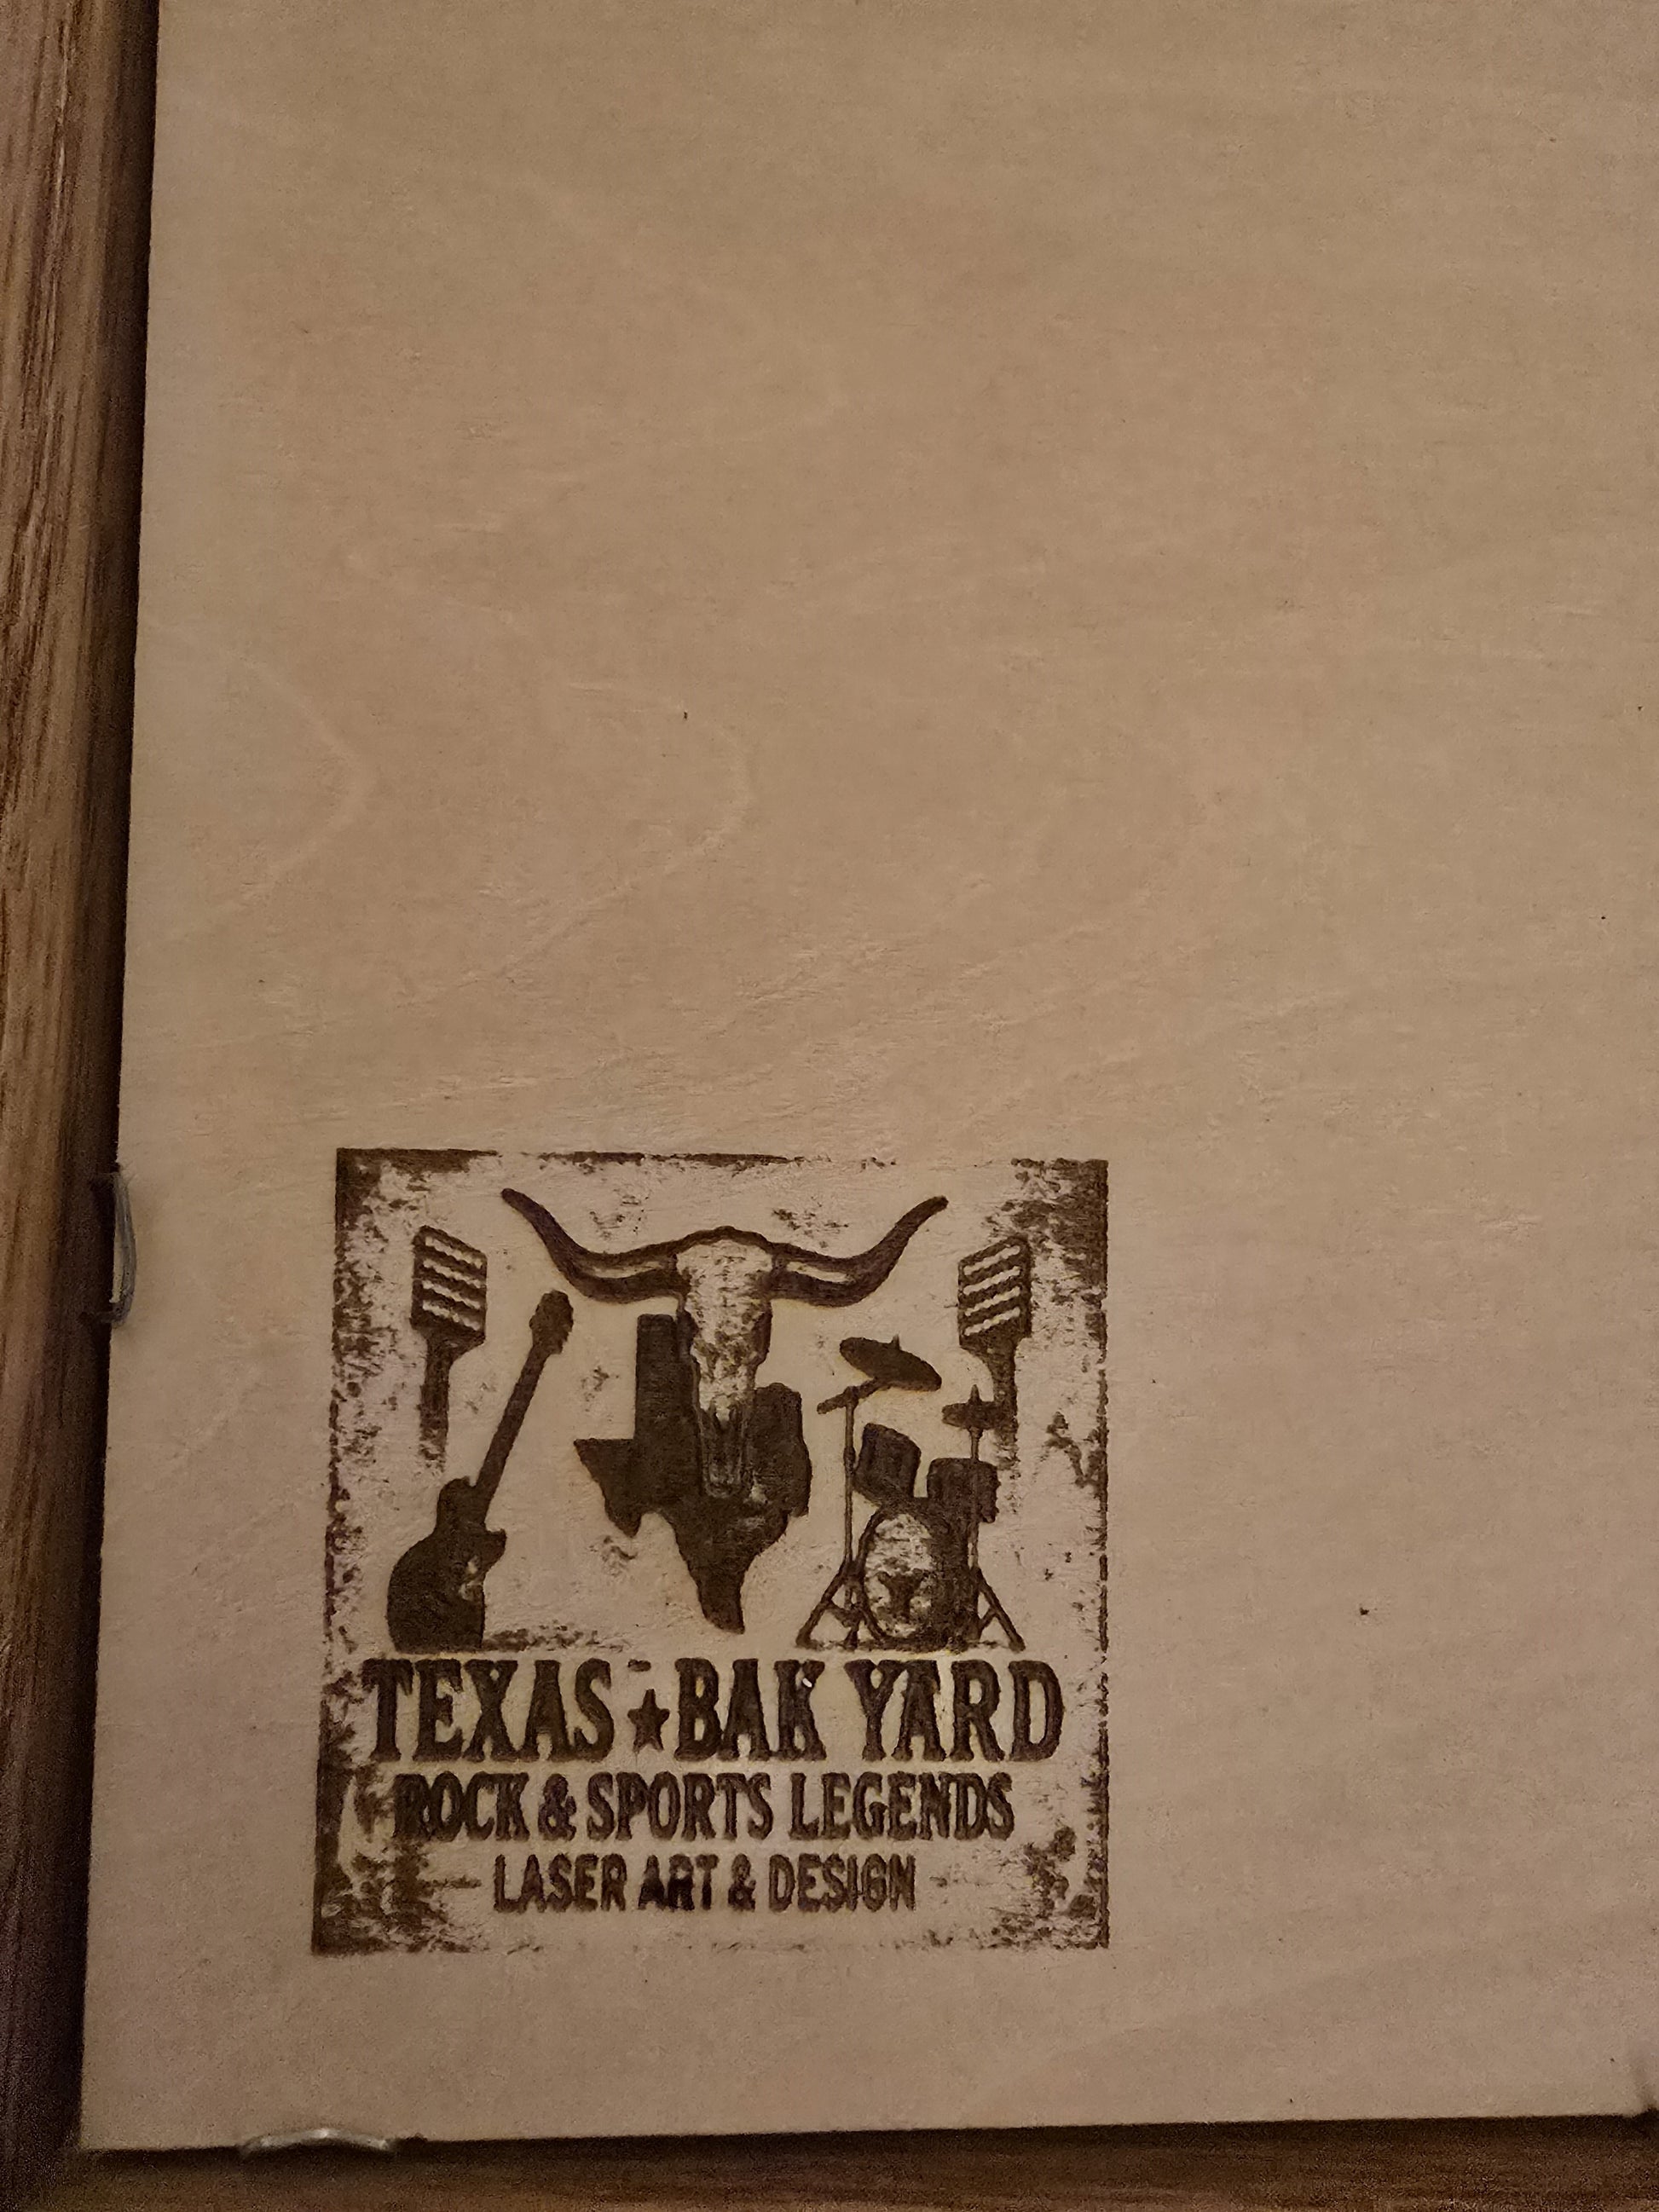 TEXAS★BAK YARD
ROCK & SPORTS LEGENDS
LASER ART & DESIGN